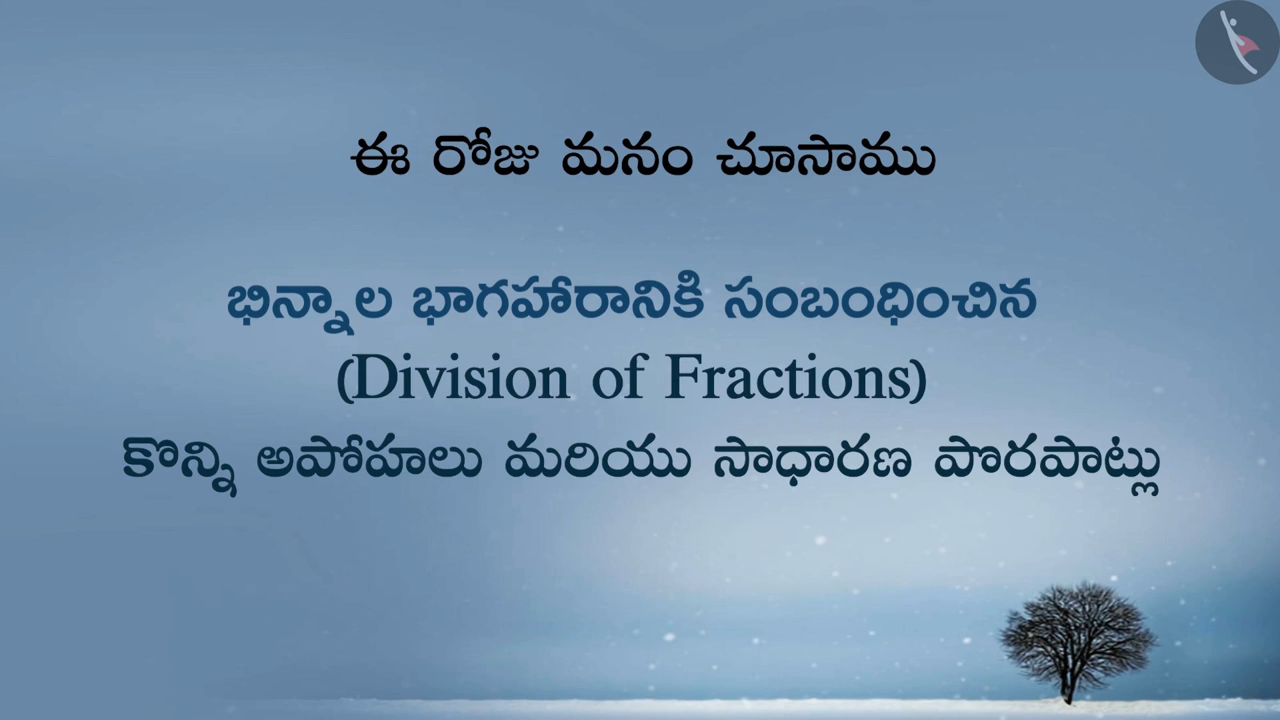 ఈ రోజు మనం చూసాము
భిన్నాల భాగహారానికి సంబంధించిన
(Division of Fractions)
కొన్ని అపోహలు మరియు సాధారణ పొరపాట్లు